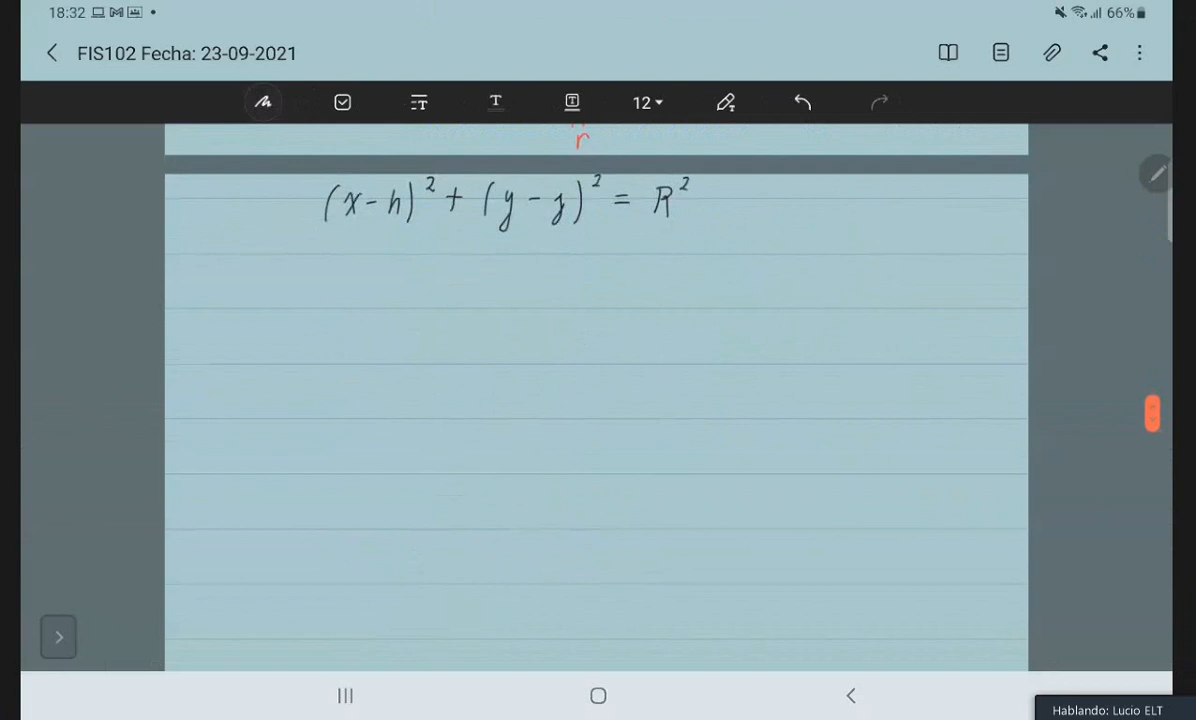 18:32 66%
FIS102 Fecha: 23-09-2021
T T T 12
r
(x-h)² + (y-y)² = R²
Hablando: Lucio ELT